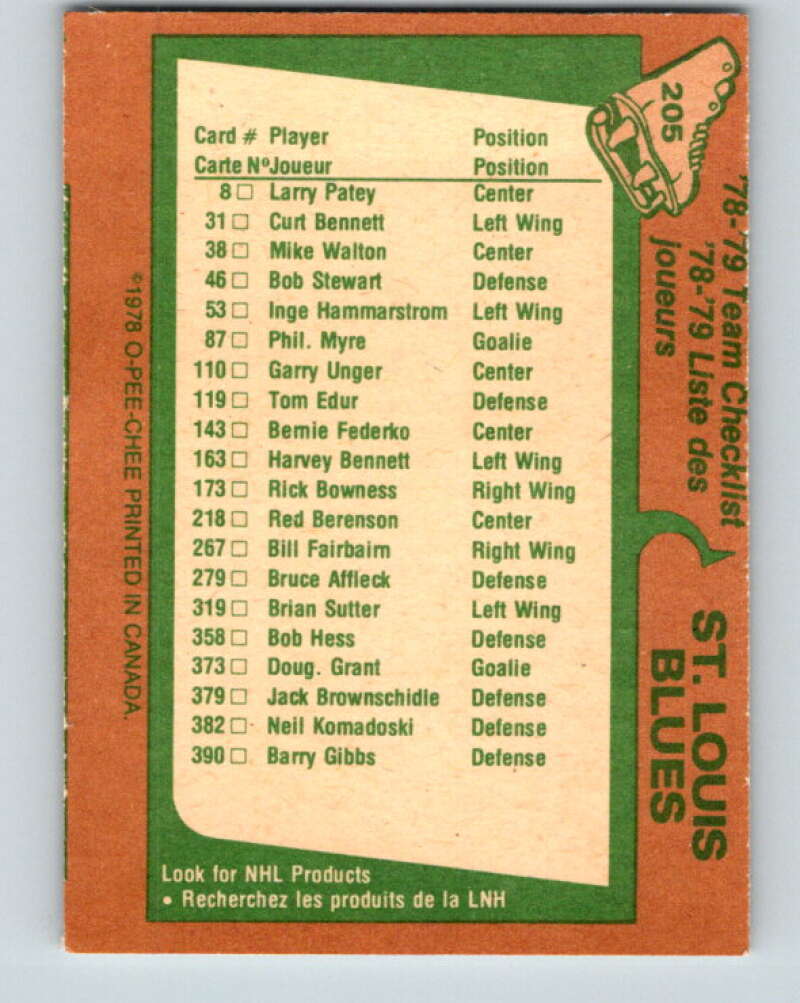 205
'78-'79 Team Checklist
'78-'79 Liste des
joueurs
ST. LOUIS
BLUES
Card # Player Position
Carte Nº Joueur Position
8 □ Larry Patey Center
31 □ Curt Bennett Left Wing
38 □ Mike Walton Center
46 □ Bob Stewart Defense
53 □ Inge Hammarstrom Left Wing
87 □ Phil. Myre Goalie
110 □ Garry Unger Center
119 □ Tom Edur Defense
143 □ Bernie Federko Center
163 □ Harvey Bennett Left Wing
173 □ Rick Bowness Right Wing
218 □ Red Berenson Center
267 □ Bill Fairbairn Right Wing
279 □ Bruce Affleck Defense
319 □ Brian Sutter Left Wing
358 □ Bob Hess Defense
373 □ Doug. Grant Goalie
379 □ Jack Brownschidle Defense
382 □ Neil Komadoski Defense
390 □ Barry Gibbs Defense
Look for NHL Products
• Recherchez les produits de la LNH
©1978 O-PEE-CHEE PRINTED IN CANADA.